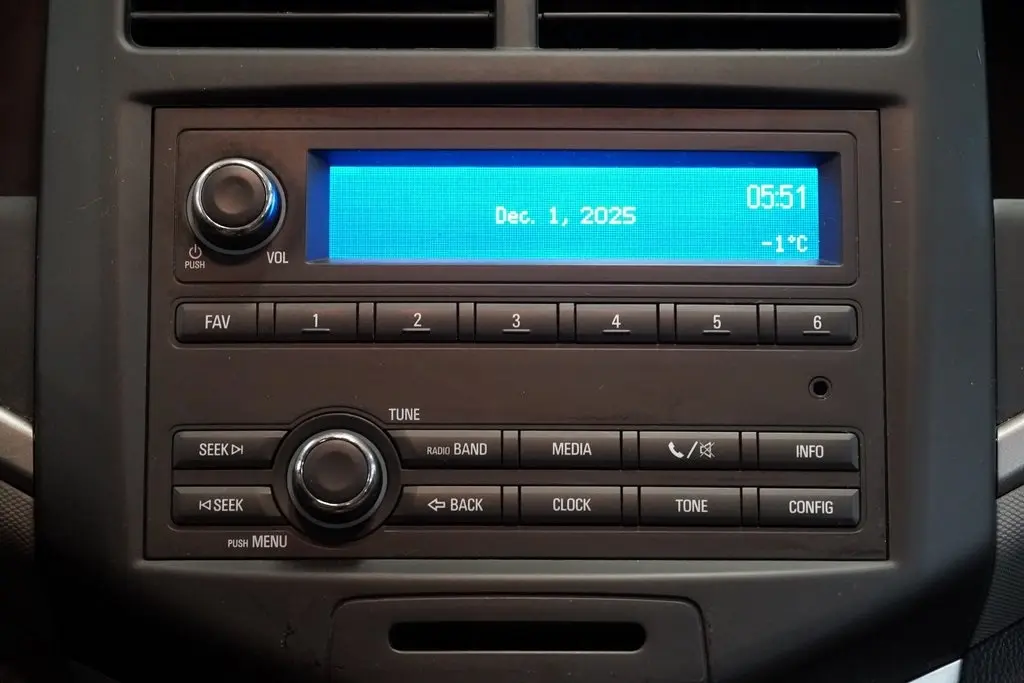 05:51
Dec. 1, 2025
-1°C
PUSH VOL
FAV 1 2 3 4 5 6
TUNE
SEEK RADIO BAND MEDIA / INFO
SEEK BACK CLOCK TONE CONFIG
PUSH MENU